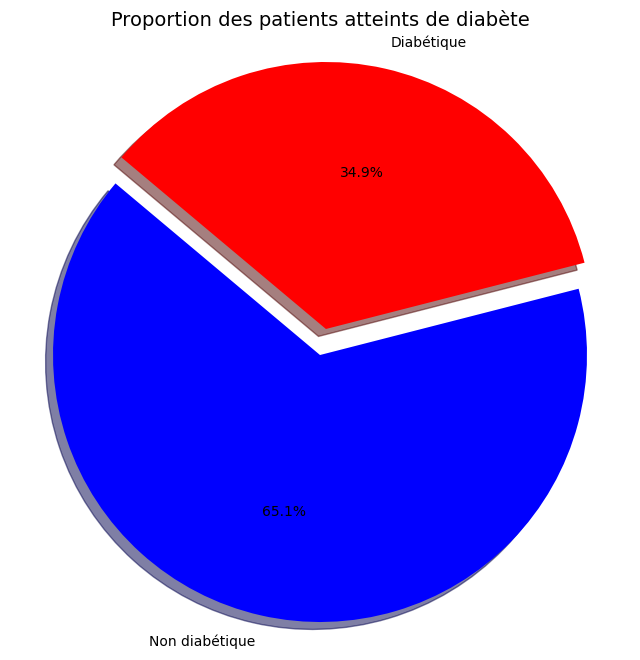 Proportion des patients atteints de diabète
Diabétique
34.9%
65.1%
Non diabétique